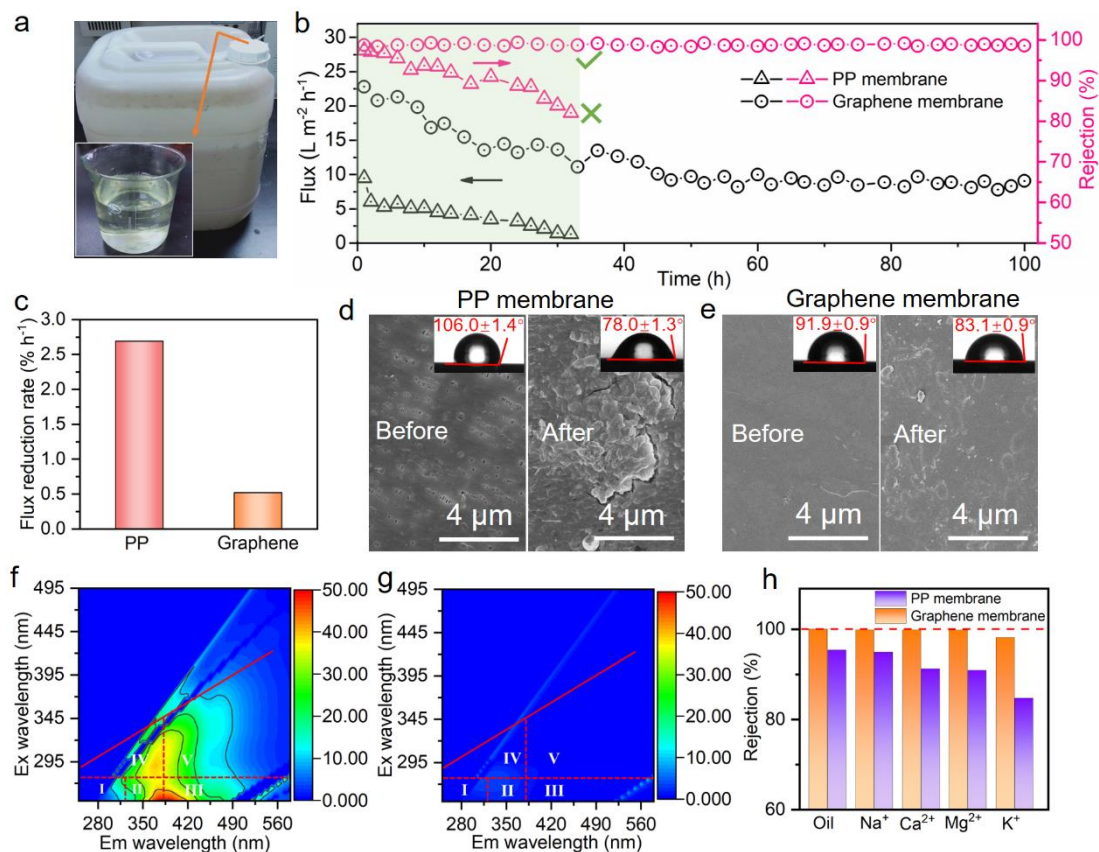 a
b
Flux (L m⁻² h⁻¹)
30
25
20
15
10
5
0
0
20
40
60
80
100
Time (h)
100
90
80
70
60
50
Rejection (%)
PP membrane
Graphene membrane
c
Flux reduction rate (% h⁻¹)
3.0
2.5
2.0
1.5
1.0
0.5
0.0
PP
Graphene
d
PP membrane
106.0±1.4°
78.0±1.3°
Before
After
4 μm
4 μm
e
Graphene membrane
91.9±0.9°
83.1±0.9°
Before
After
4 μm
4 μm
f
Ex wavelength (nm)
495
445
395
345
295
IV
V
I
II
III
280
350
420
490
560
Em wavelength (nm)
50.00
40.00
30.00
20.00
10.00
0.000
g
Ex wavelength (nm)
495
445
395
345
295
IV
V
I
II
III
280
350
420
490
560
Em wavelength (nm)
50.00
40.00
30.00
20.00
10.00
0.000
h
Rejection (%)
100
80
60
PP membrane
Graphene membrane
Oil
Na⁺
Ca²⁺
Mg²⁺
K⁺